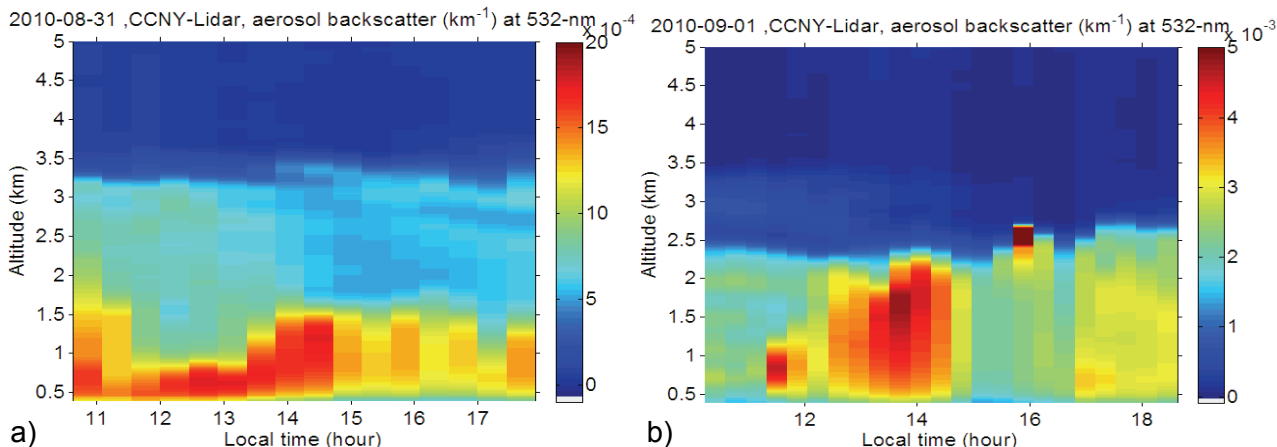 2010-08-31 ,CCNY-Lidar, aerosol backscatter (km⁻¹) at 532-nm
x 10⁻⁴
5
4.5
4
3.5
3
2.5
2
1.5
1
0.5
Altitude (km)
11 12 13 14 15 16 17
Local time (hour)
20
15
10
5
0
a)
2010-09-01 ,CCNY-Lidar, aerosol backscatter (km⁻¹) at 532-nm
x 10⁻³
5
4.5
4
3.5
3
2.5
2
1.5
1
0.5
Altitude (km)
12 14 16 18
Local time (hour)
5
4
3
2
1
0
b)